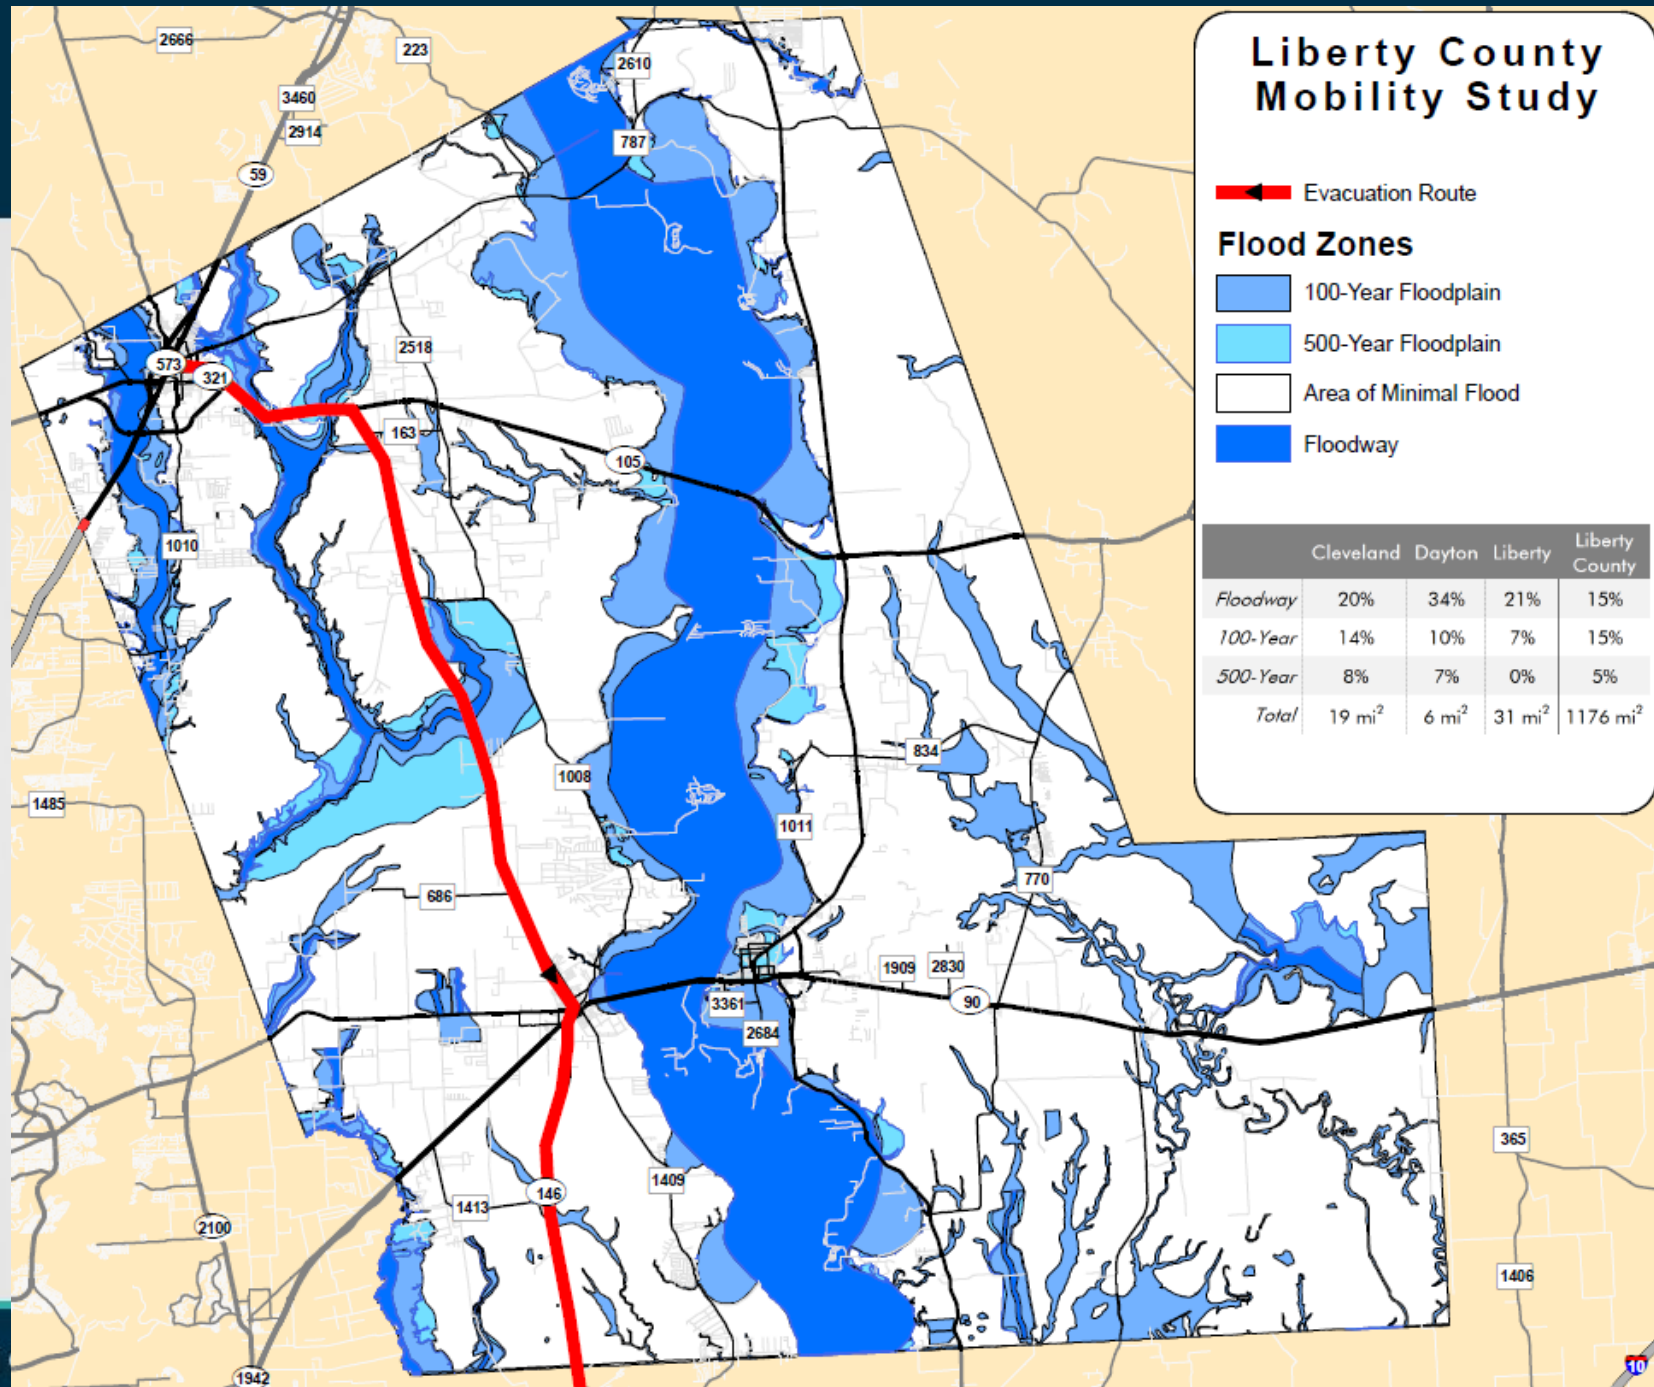 Liberty County
Mobility Study
Evacuation Route
Flood Zones
100-Year Floodplain
500-Year Floodplain
Area of Minimal Flood
Floodway
Cleveland Dayton Liberty Liberty County
Floodway 20% 34% 21% 15%
100-Year 14% 10% 7% 15%
500-Year 8% 7% 0% 5%
Total 19 mi² 6 mi² 31 mi² 1176 mi²
2666
223
2610
3460
2914
787
59
2518
573
321
163
105
1010
834
1008
1485
1011
770
686
1909
2830
90
3361
2684
365
1409
146
1413
2100
1406
10
1942